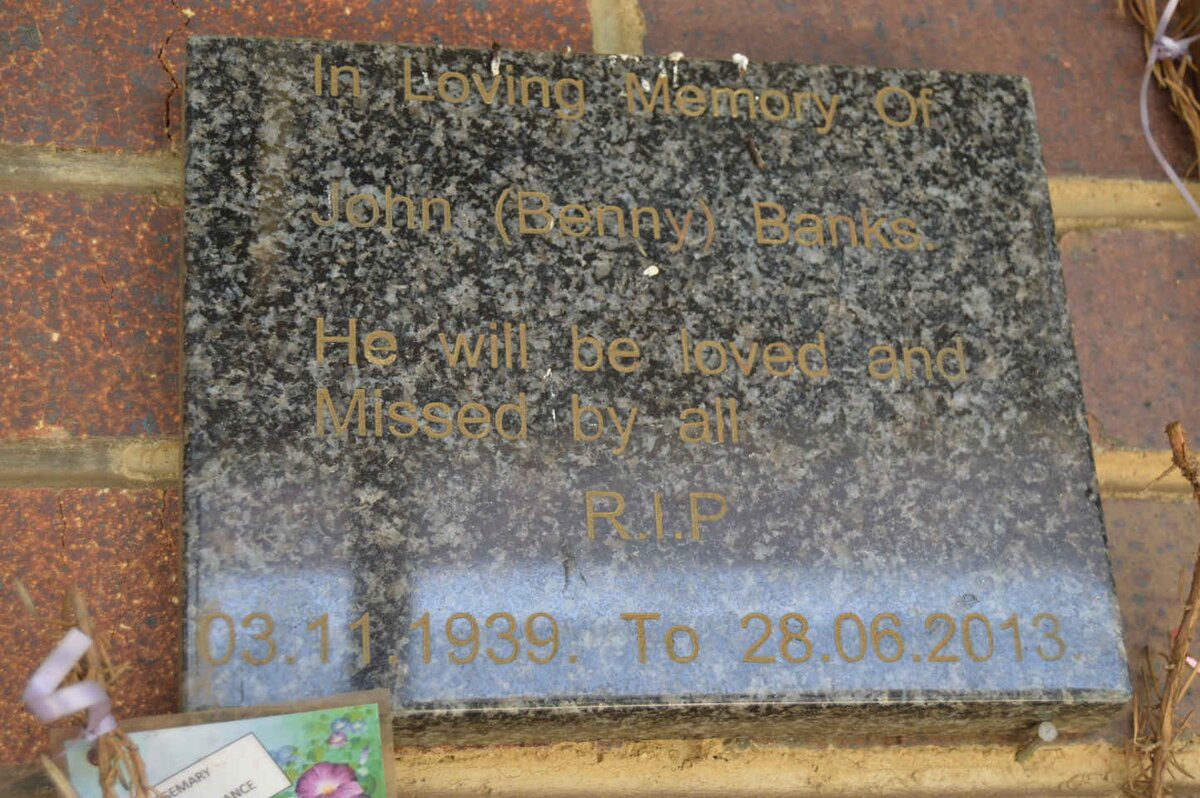 In Loving Memory Of
John (Benny) Banks.
He will be loved and
Missed by all
R.I.P
03.11.1939. To 28.06.2013.